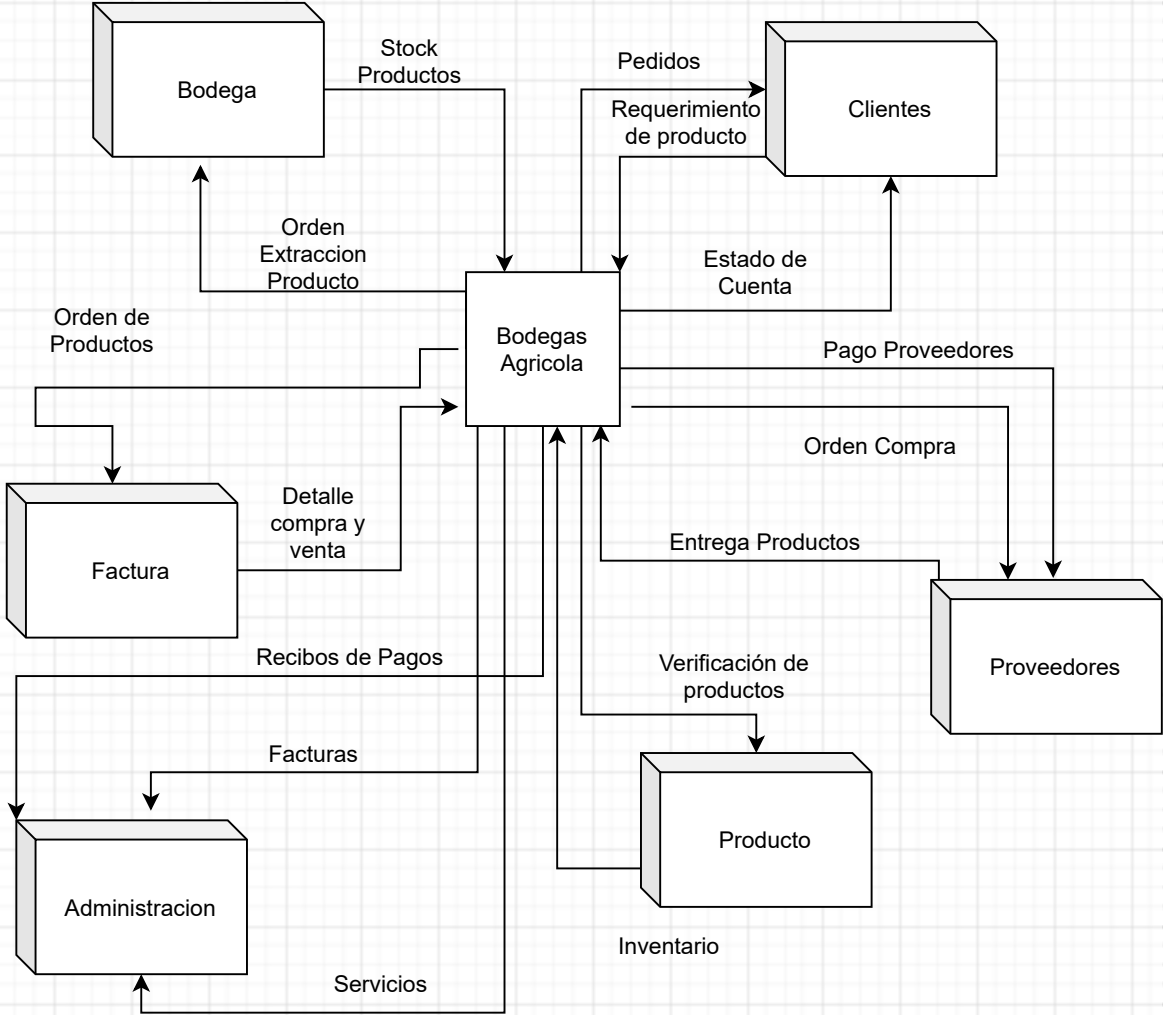 Stock
Productos
Bodega
Pedidos
Requerimiento
de producto
Clientes
Orden
Extraccion
Producto
Estado de
Cuenta
Orden de
Productos
Bodegas
Agricola
Pago Proveedores
Orden Compra
Detalle
compra y
venta
Factura
Entrega Productos
Recibos de Pagos
Verificación de
productos
Proveedores
Facturas
Producto
Administracion
Inventario
Servicios